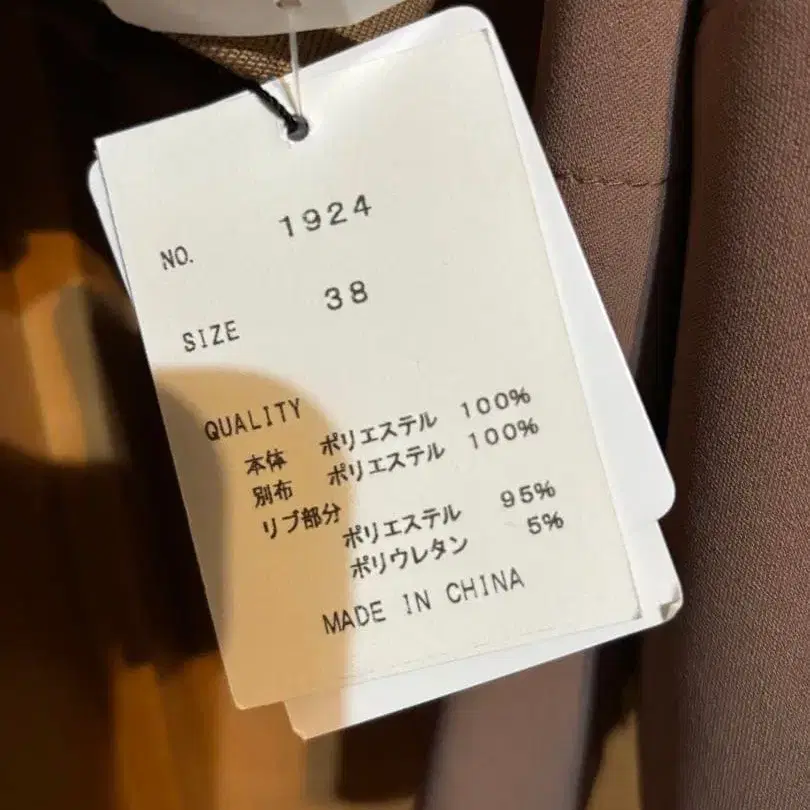 NO. 1924
SIZE 38
QUALITY
本体 ポリエステル 100%
別布 ポリエステル 100%
リブ部分
ポリエステル 95%
ポリウレタン 5%
MADE IN CHINA